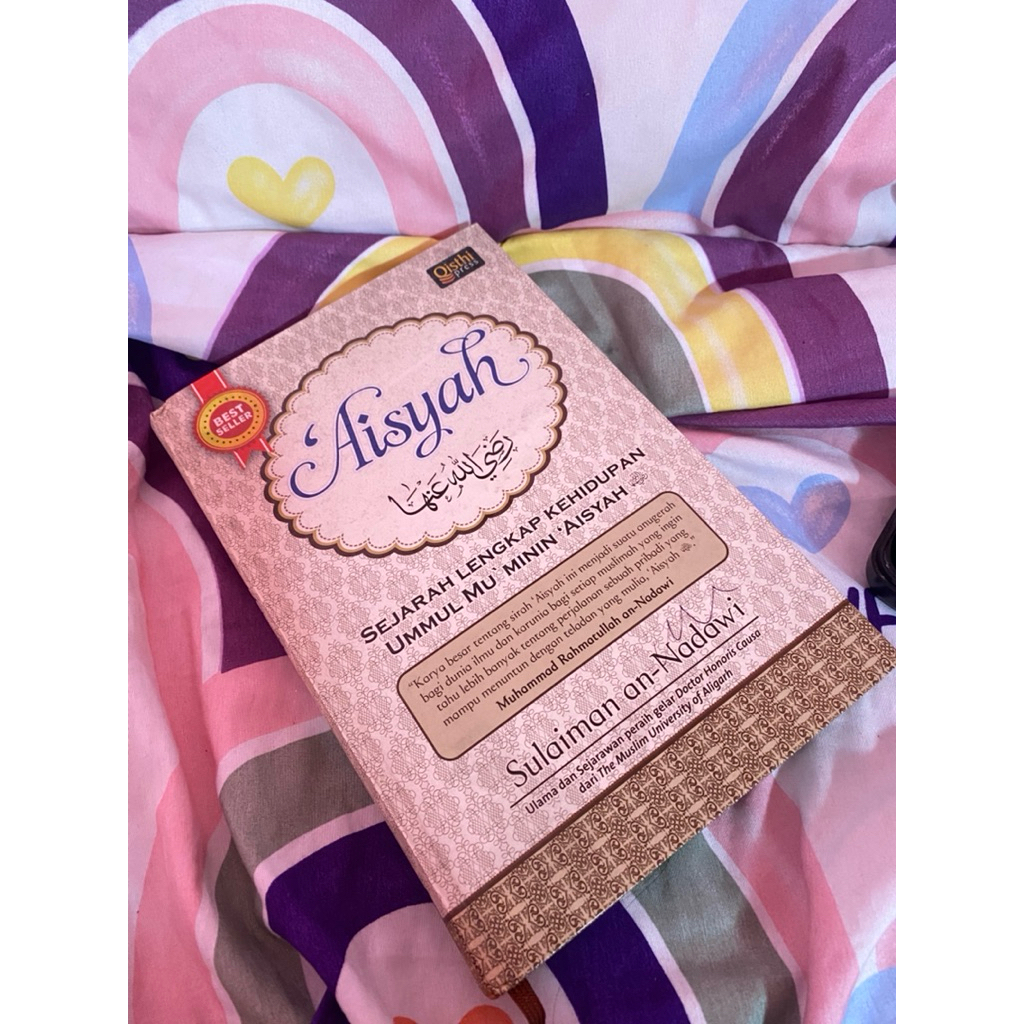 Qisthi
press
BEST
SELLER
'Aisyah
رضي الله عنها
SEJARAH LENGKAP KEHIDUPAN
UMMUL MU'MININ 'AISYAH
"Karya besar tentang sirah 'Aisyah ini menjadi suatu anugerah
bagi dunia ilmu dan karunia bagi setiap muslimah yang ingin
tahu lebih banyak tentang perjalanan sebuah pribadi yang
mampu menuntun dengan teladan yang mulia, 'Aisyah ."
Muhammad Rahmatullah an-Nadawi
Sulaiman an-Nadawi
Ulama dan Sejarawan peraih gelar Doctor Honoris Causa
dari The Muslim University of Aligarh